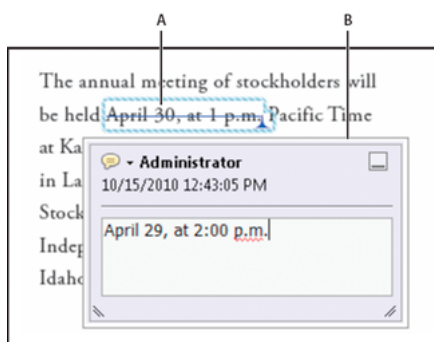 A B
The annual meeting of stockholders will
be held April 30, at 1 p.m. Pacific Time
at Ka
Administrator
in La
10/15/2010 12:43:05 PM
Stock
April 29, at 2:00 p.m.
Indep
Idaho